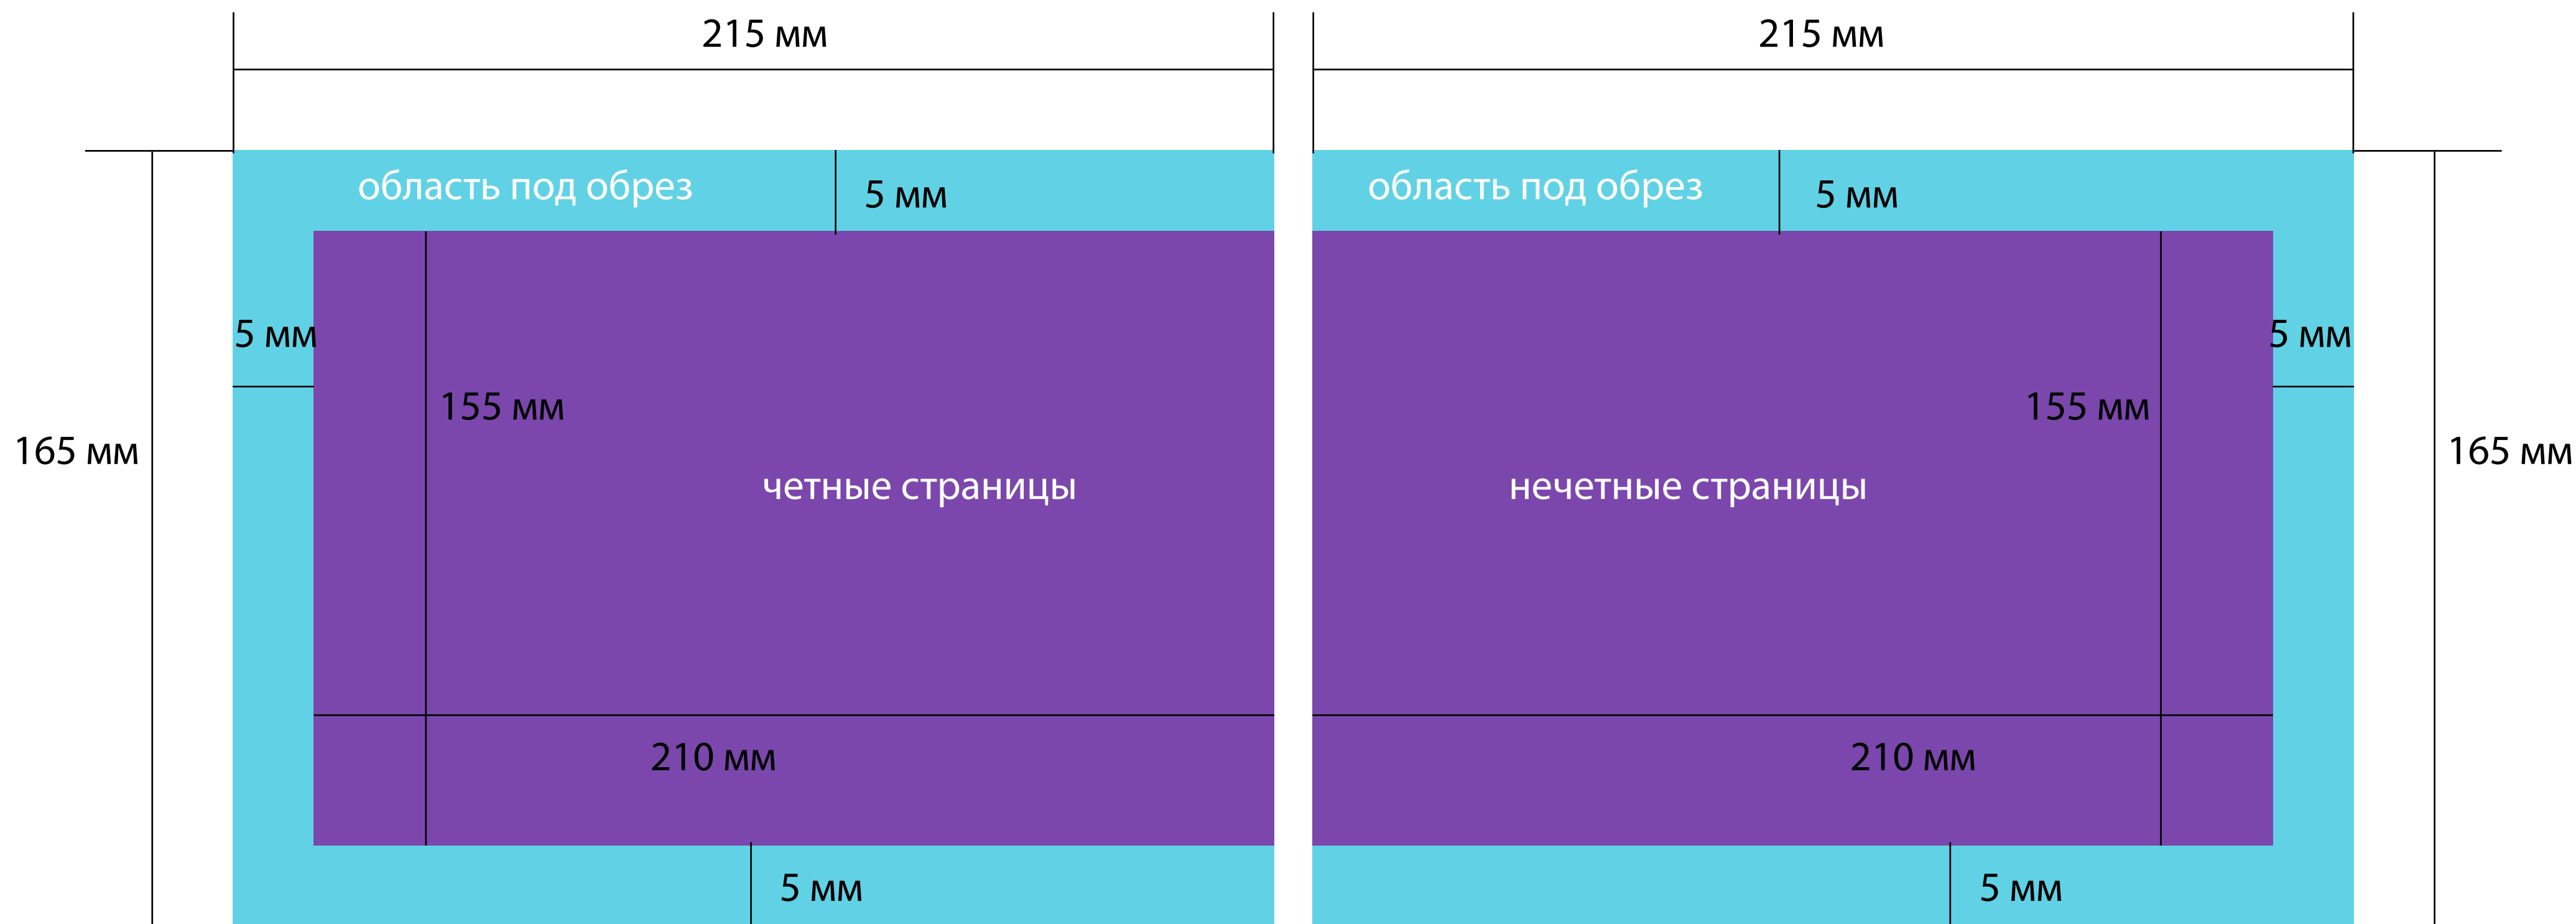 215 мм
215 мм
область под обрез
5 мм
область под обрез
5 мм
5 мм
5 мм
155 мм
155 мм
165 мм
165 мм
четные страницы
нечетные страницы
210 мм
210 мм
5 мм
5 мм